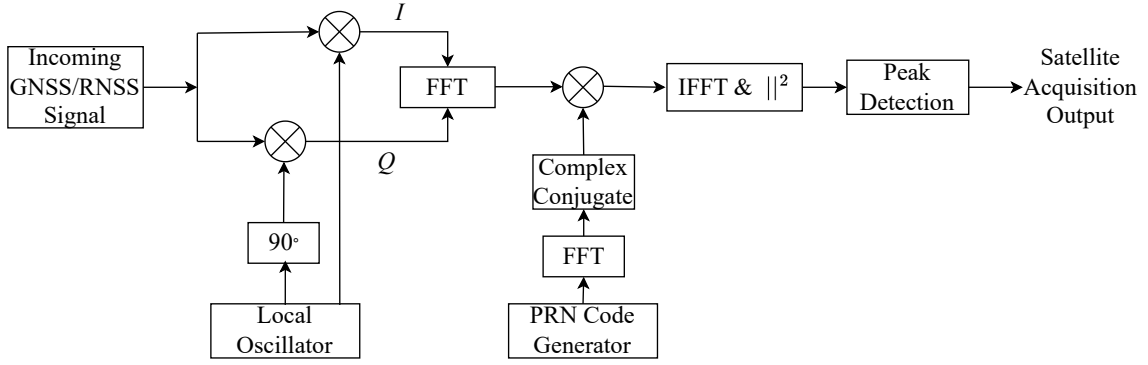 I
Incoming
GNSS/RNSS
Signal
FFT
IFFT & ||²
Peak
Detection
Satellite
Acquisition
Output
Q
Complex
Conjugate
90°
FFT
Local
Oscillator
PRN Code
Generator